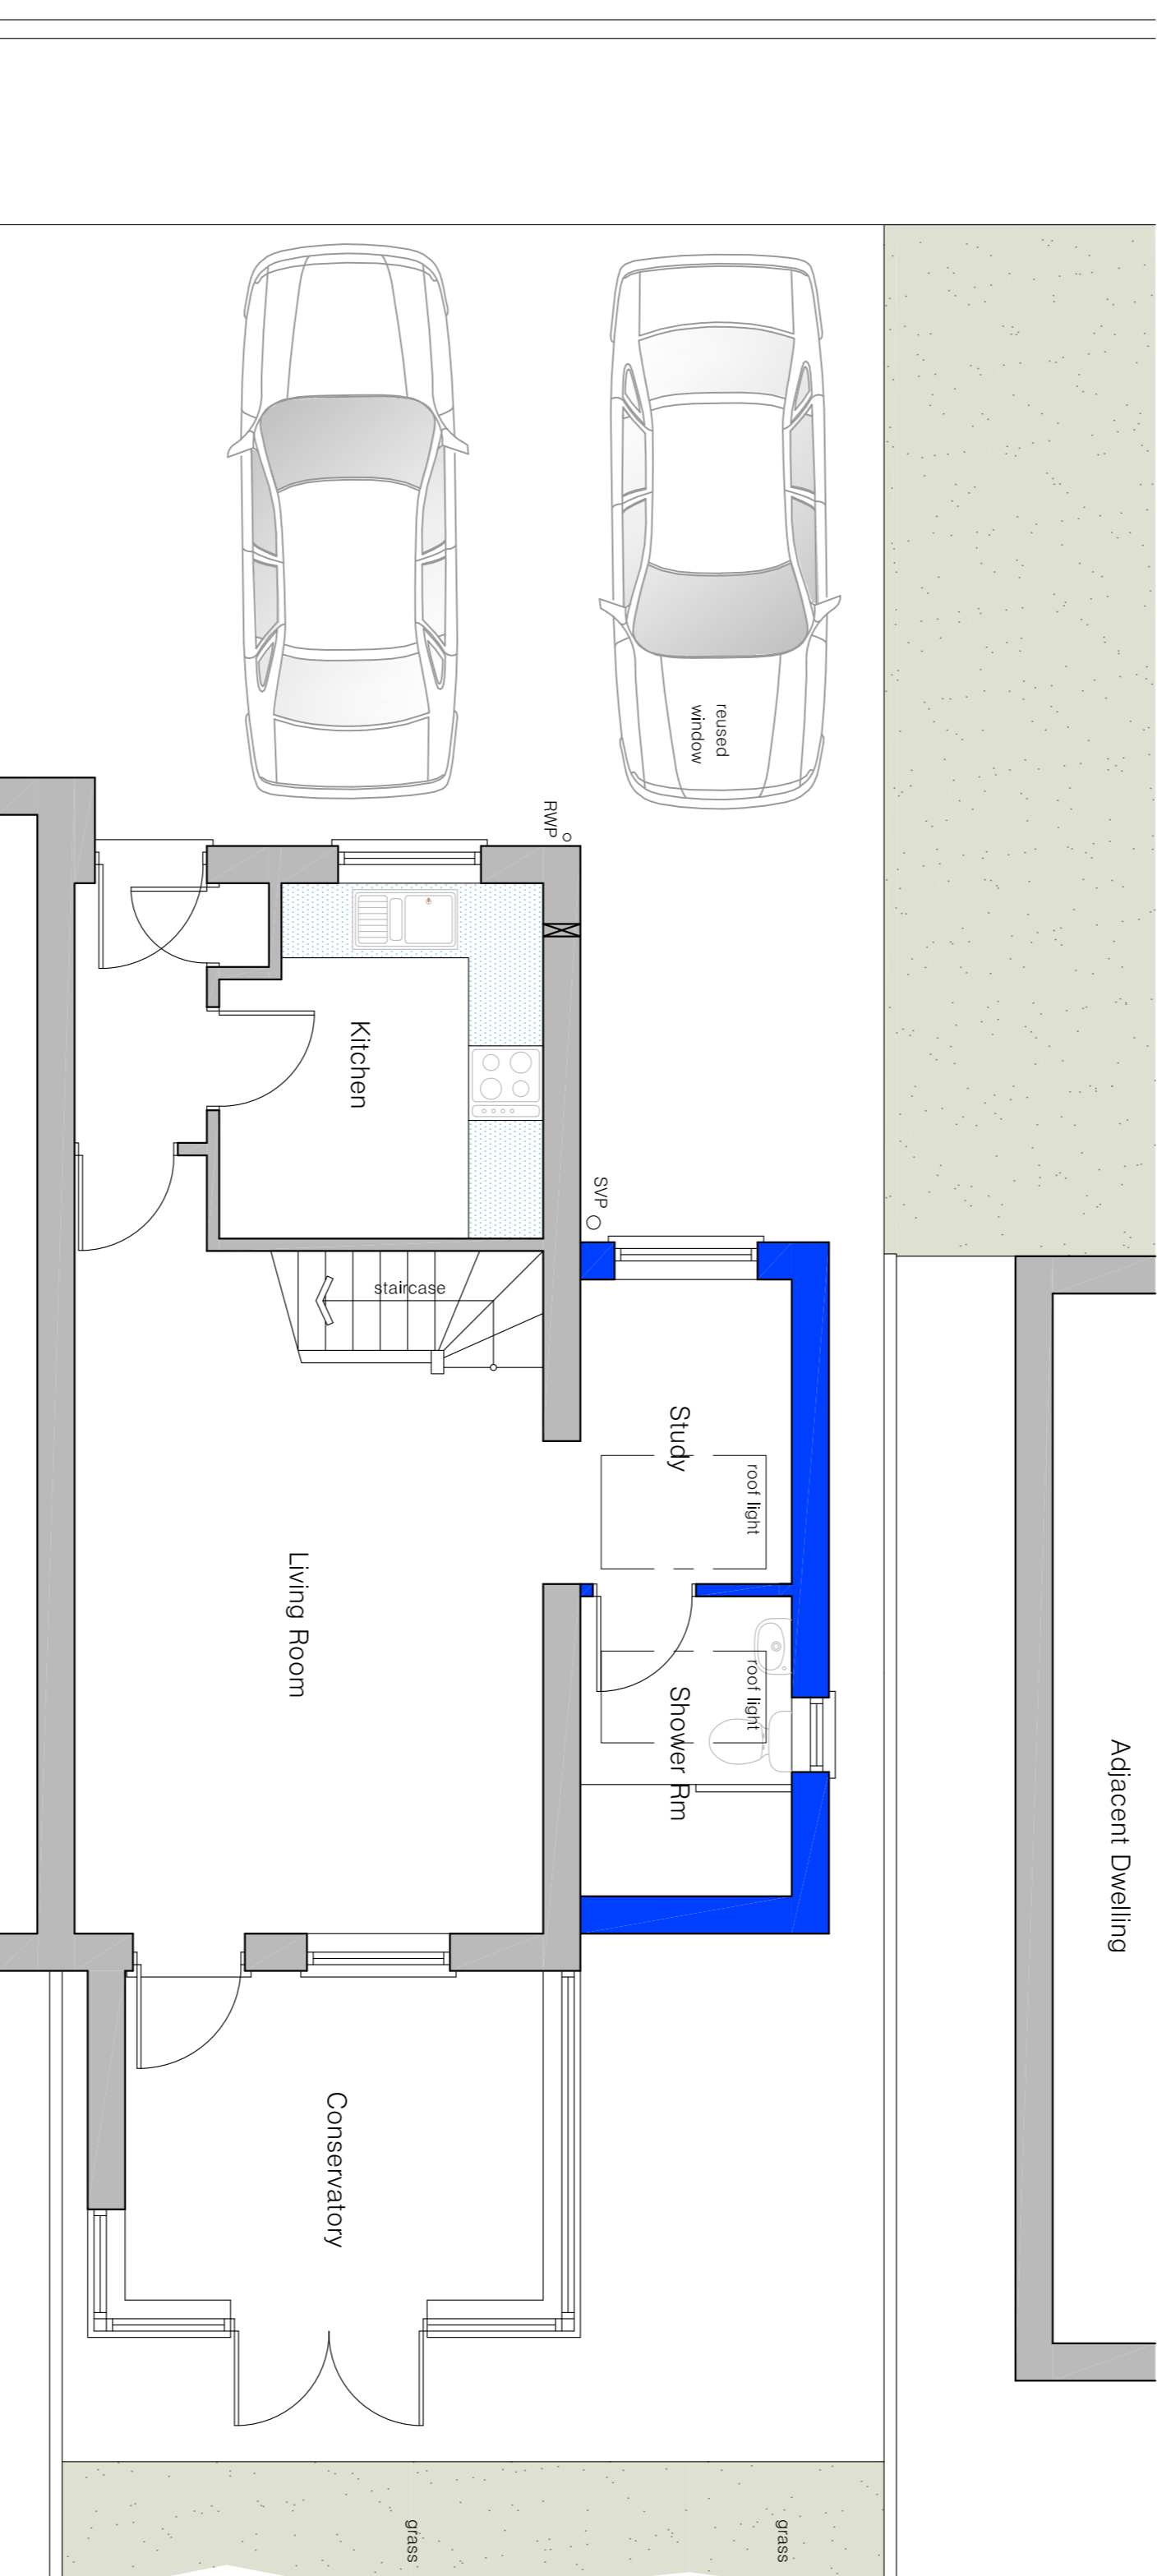 reused
window
RWP
Kitchen
SVP
staircase
Study
roof light
Living Room
roof light
Shower Rm
Adjacent Dwelling
Conservatory
grass
grass